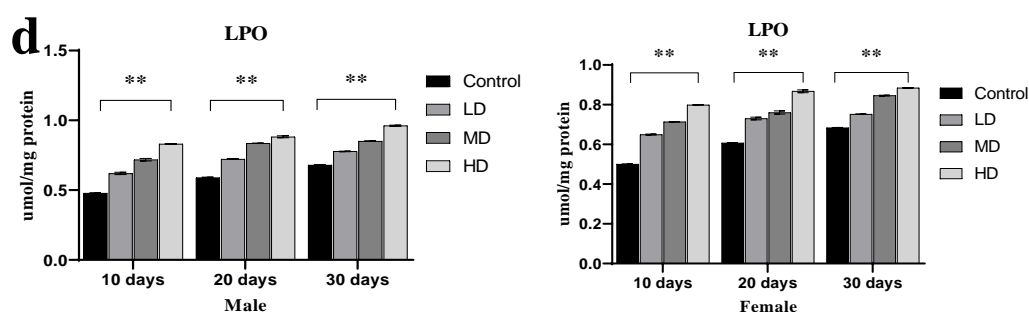 d
LPO
umol/mg protein
1.5
1.0
0.5
0.0
**
**
**
10 days
20 days
30 days
Male
Control
LD
MD
HD
LPO
umol/mg protein
1.0
0.8
0.6
0.4
0.2
0.0
**
**
**
10 days
20 days
30 days
Female
Control
LD
MD
HD